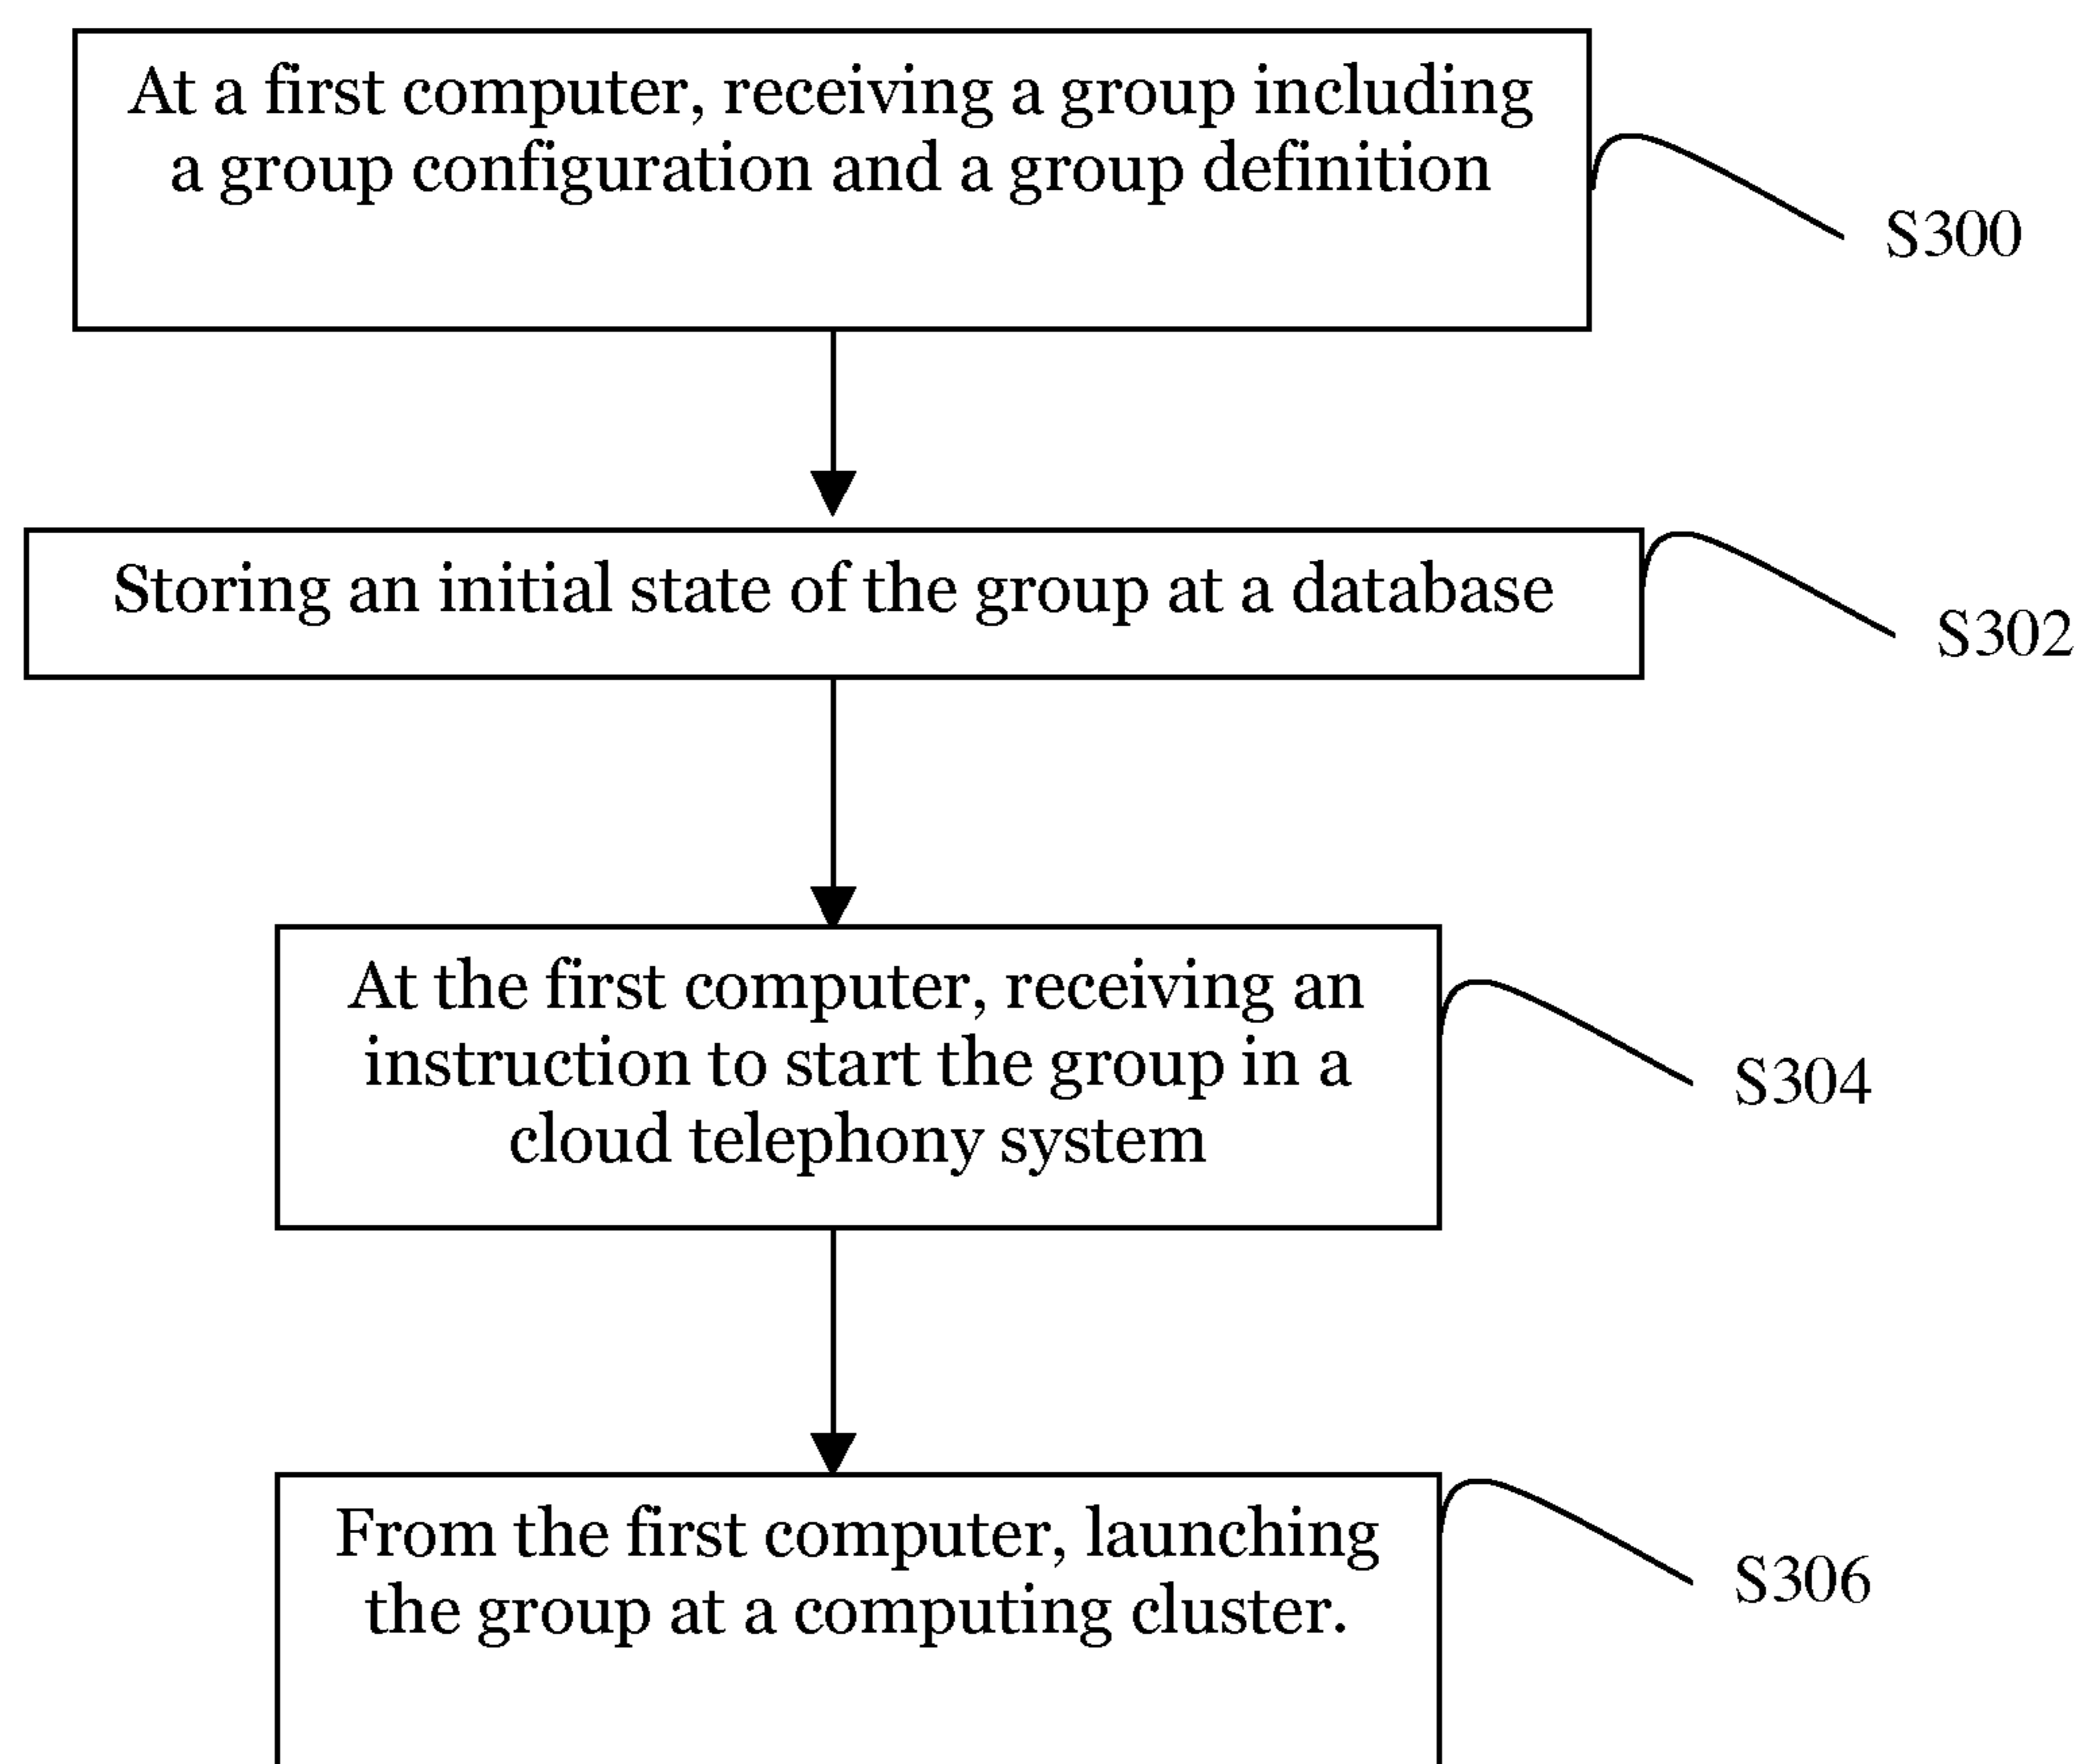 At a first computer, receiving a group including
a group configuration and a group definition
S300
Storing an initial state of the group at a database
S302
At the first computer, receiving an
instruction to start the group in a
cloud telephony system
S304
From the first computer, launching
the group at a computing cluster.
S306